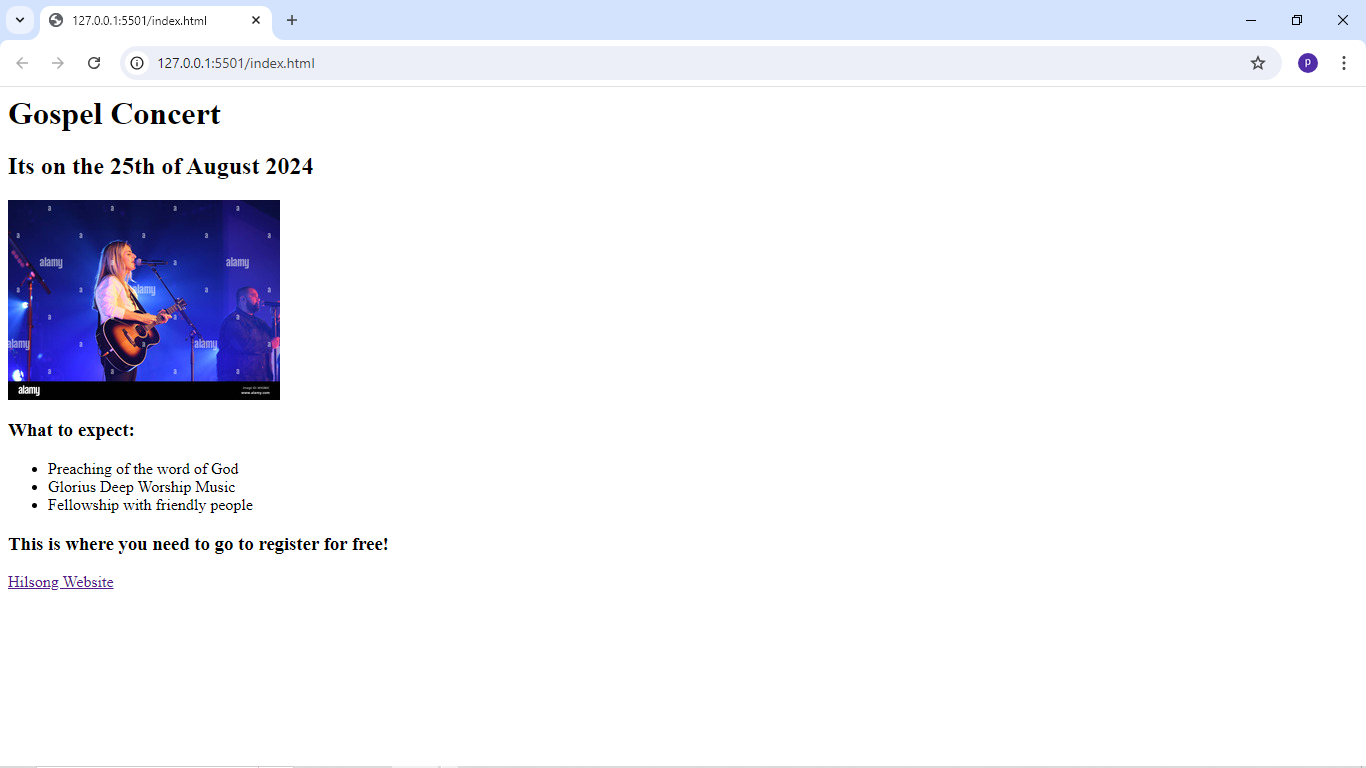 127.0.0.1:5501/index.html
127.0.0.1:5501/index.html
p
Gospel Concert
Its on the 25th of August 2024
a a a a
a a a a a
alamy a alamy
a alamy a a
a a
alamy a a alamy a
a a a a
alamy
www.alamy.com
What to expect:
Preaching of the word of God
Glorius Deep Worship Music
Fellowship with friendly people
This is where you need to go to register for free!
Hilsong Website